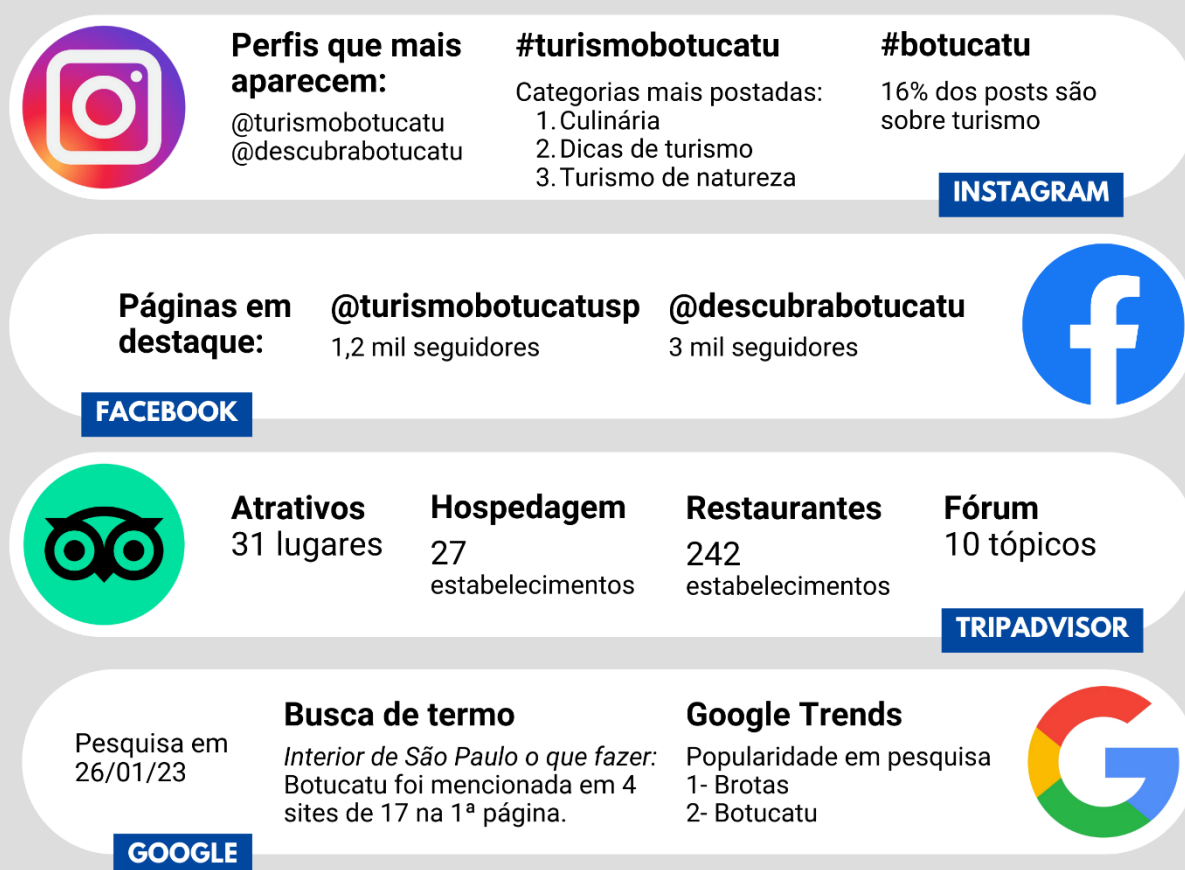 Perfis que mais
aparecem:
@turismobotucatu
@descubrabotucatu
#turismobotucatu
Categorias mais postadas:
1. Culinária
2. Dicas de turismo
3. Turismo de natureza
#botucatu
16% dos posts são
sobre turismo
INSTAGRAM
Páginas em
destaque:
@turismobotucatusp
1,2 mil seguidores
@descubrabotucatu
3 mil seguidores
FACEBOOK
Atrativos
31 lugares
Hospedagem
27
estabelecimentos
Restaurantes
242
estabelecimentos
Fórum
10 tópicos
TRIPADVISOR
Pesquisa em
26/01/23
Busca de termo
Interior de São Paulo o que fazer:
Botucatu foi mencionada em 4
sites de 17 na 1ª página.
Google Trends
Popularidade em pesquisa
1- Brotas
2- Botucatu
GOOGLE